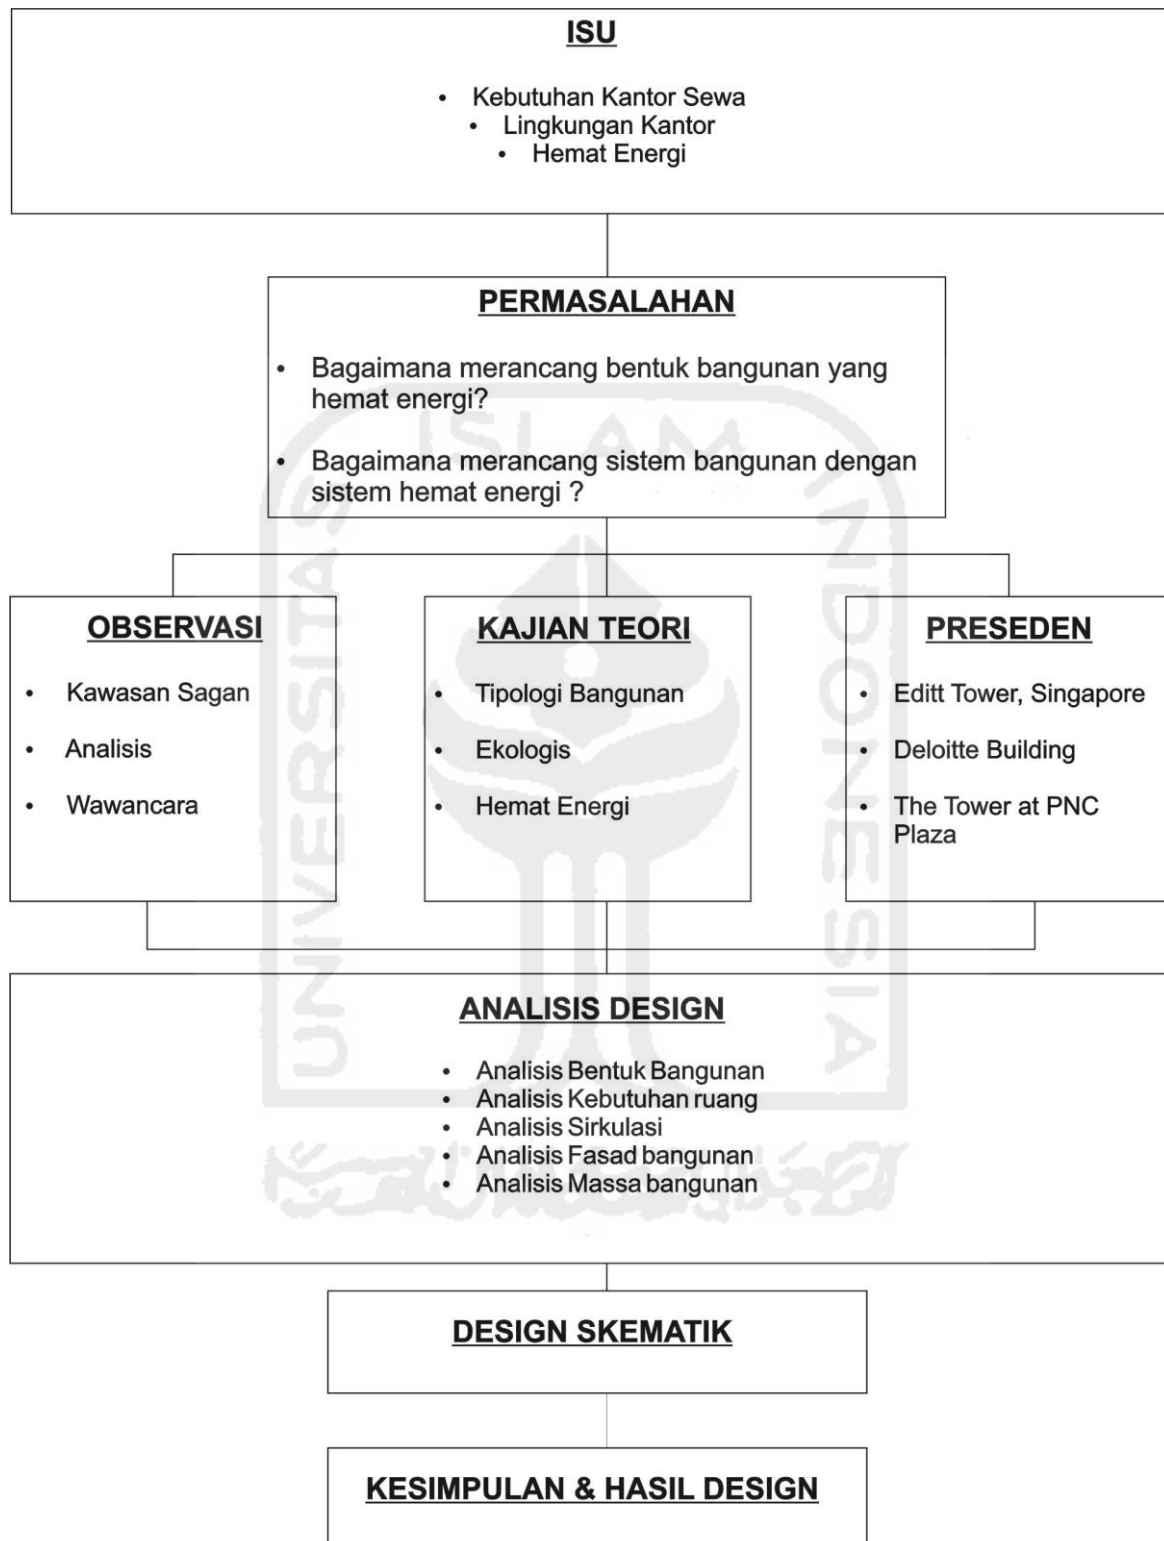 ISU
• Kebutuhan Kantor Sewa
• Lingkungan Kantor
• Hemat Energi
PERMASALAHAN
• Bagaimana merancang bentuk bangunan yang
hemat energi?
• Bagaimana merancang sistem bangunan dengan
sistem hemat energi ?
OBSERVASI
• Kawasan Sagan
• Analisis
• Wawancara
KAJIAN TEORI
• Tipologi Bangunan
• Ekologis
• Hemat Energi
PRESEDEN
• Editt Tower, Singapore
• Deloitte Building
• The Tower at PNC
Plaza
ANALISIS DESIGN
• Analisis Bentuk Bangunan
• Analisis Kebutuhan ruang
• Analisis Sirkulasi
• Analisis Fasad bangunan
• Analisis Massa bangunan
DESIGN SKEMATIK
KESIMPULAN & HASIL DESIGN
UNIVERSITAS
ISLAM
INDONESIA